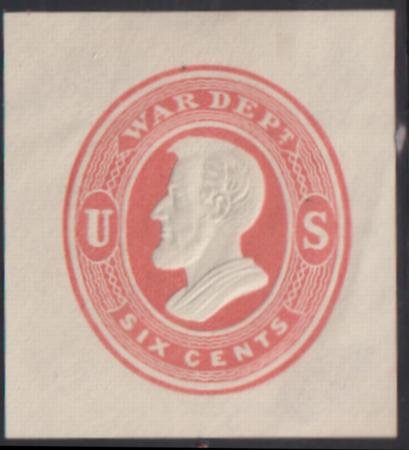 WAR DEPT.
U S
SIX CENTS